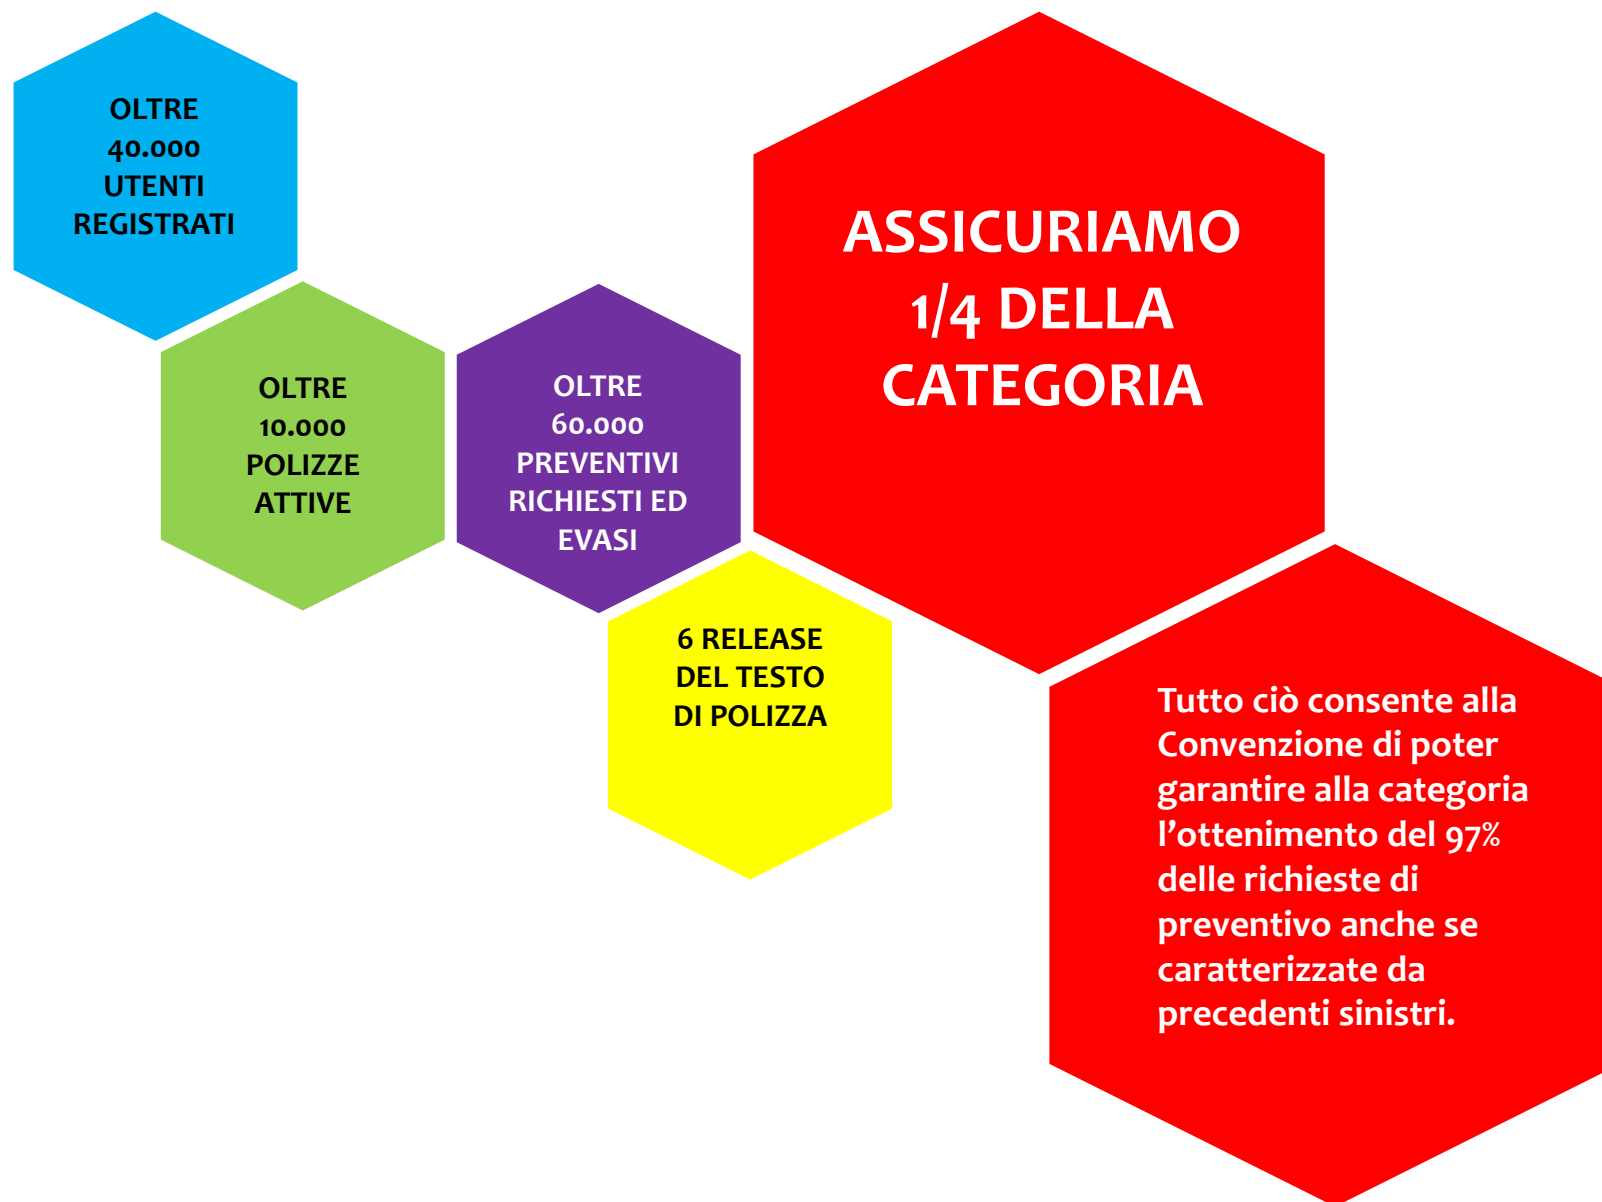 OLTRE
40.000
UTENTI
REGISTRATI
OLTRE
10.000
POLIZZE
ATTIVE
OLTRE
60.000
PREVENTIVI
RICHIESTI ED
EVASI
6 RELEASE
DEL TESTO
DI POLIZZA
ASSICURIAMO
1/4 DELLA
CATEGORIA
Tutto ciò consente alla
Convenzione di poter
garantire alla categoria
l’ottenimento del 97%
delle richieste di
preventivo anche se
caratterizzate da
precedenti sinistri.